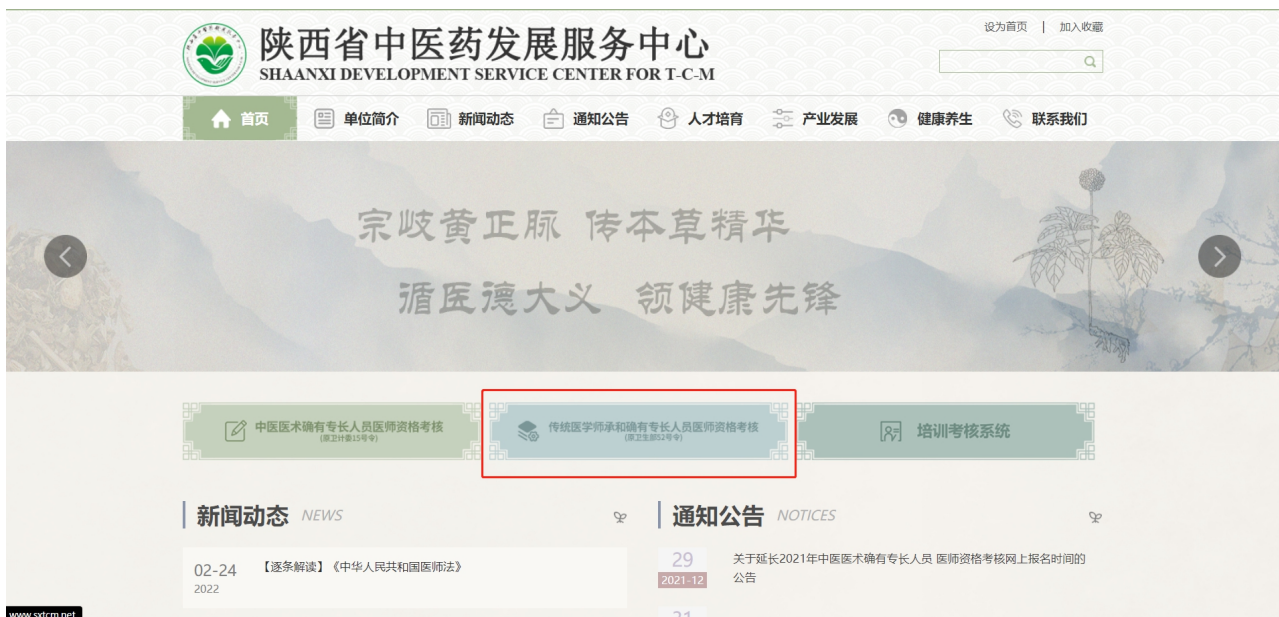 设为首页 | 加入收藏
陕西省中医药发展服务中心
SHAANXI DEVELOPMENT SERVICE CENTER FOR T-C-M
首页 单位简介 新闻动态 通知公告 人才培育 产业发展 健康养生 联系我们
宗岐黄正脉 传本草精华
循医德大义 领健康先锋
中医医术确有专长人员医师资格考核
(原卫计委15号令)
传统医学师承和确有专长人员医师资格考核
(原卫生部52号令)
培训考核系统
新闻动态 NEWS
通知公告 NOTICES
02-24 【逐条解读】《中华人民共和国医师法》
2022
29 关于延长2021年中医医术确有专长人员 医师资格考核网上报名时间的
2021-12 公告
www.sxtcm.net